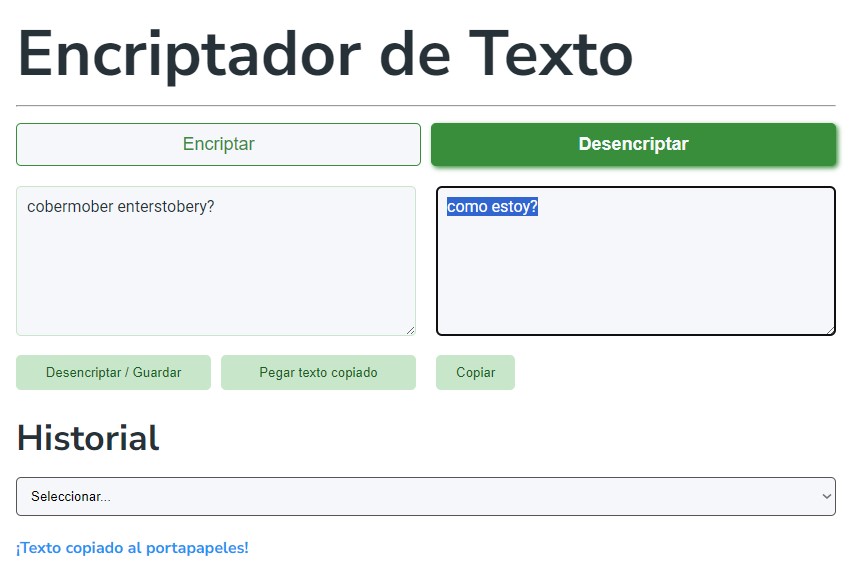 Encriptador de Texto
Encriptar
Desencriptar
cobermober enterstobery?
como estoy?
Desencriptar / Guardar
Pegar texto copiado
Copiar
Historial
Seleccionar...
¡Texto copiado al portapapeles!